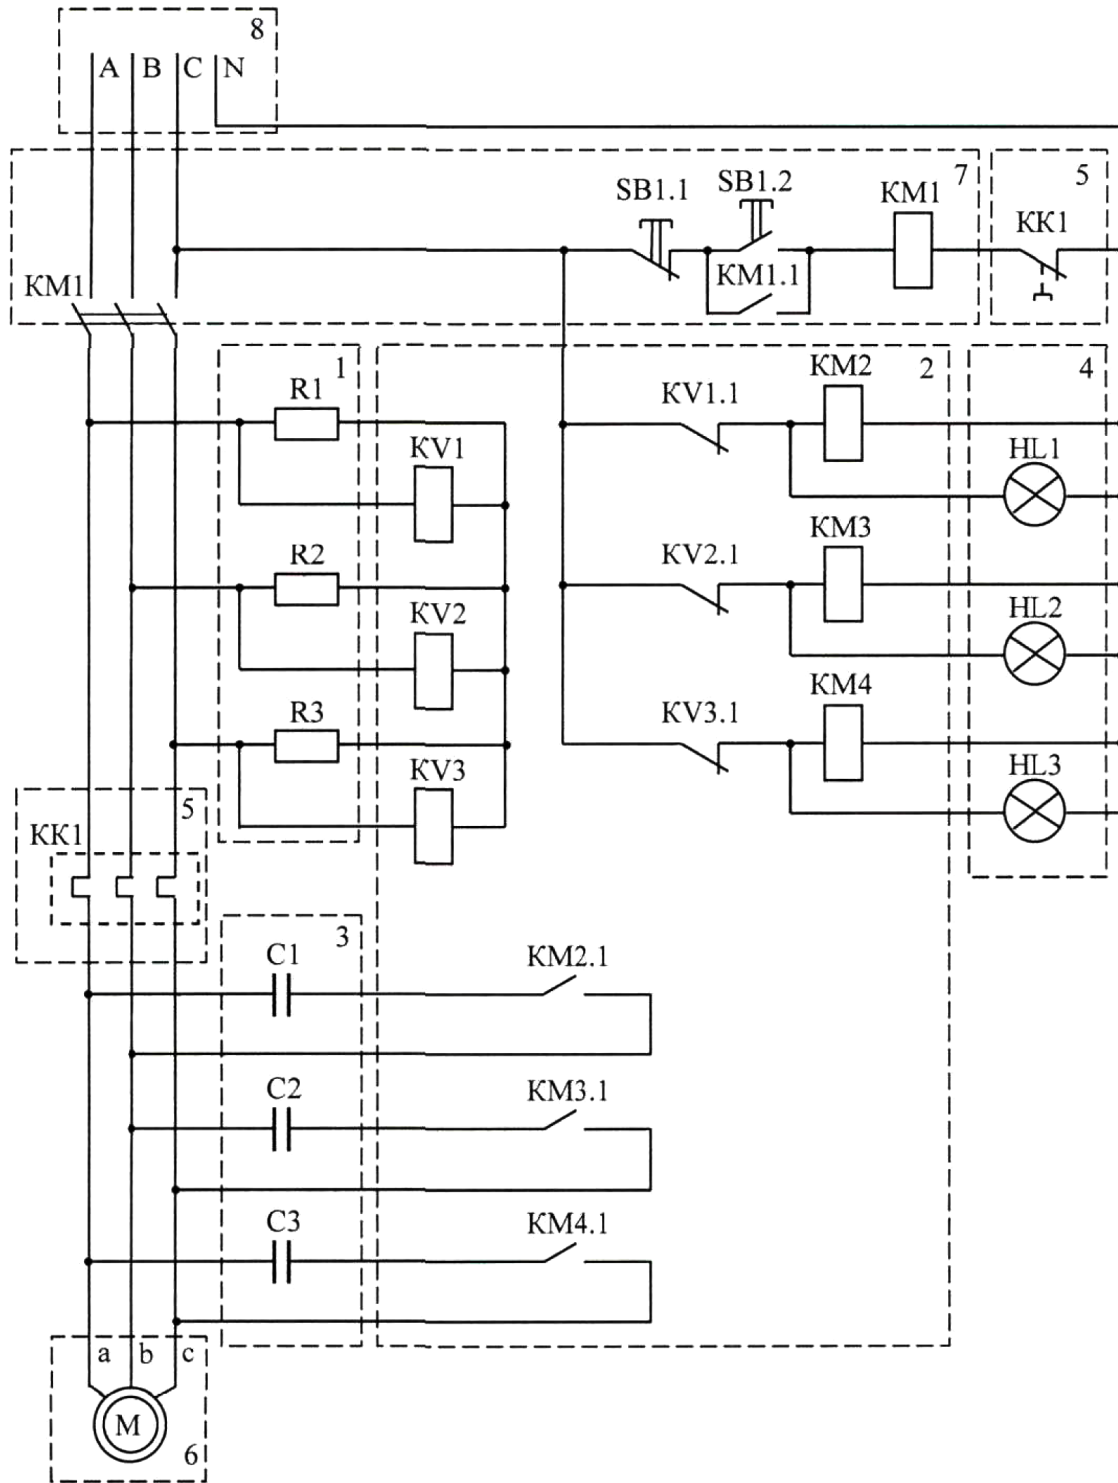 8
A B C N
7
5
SB1.1
SB1.2
KM1
KK1
KM1.1
KM1
1
2
4
R1
KV1
KV1.1
KM2
HL1
R2
KV2
KV2.1
KM3
HL2
R3
KV3
KV3.1
KM4
HL3
5
KK1
3
C1
KM2.1
C2
KM3.1
C3
KM4.1
a b c
M
6